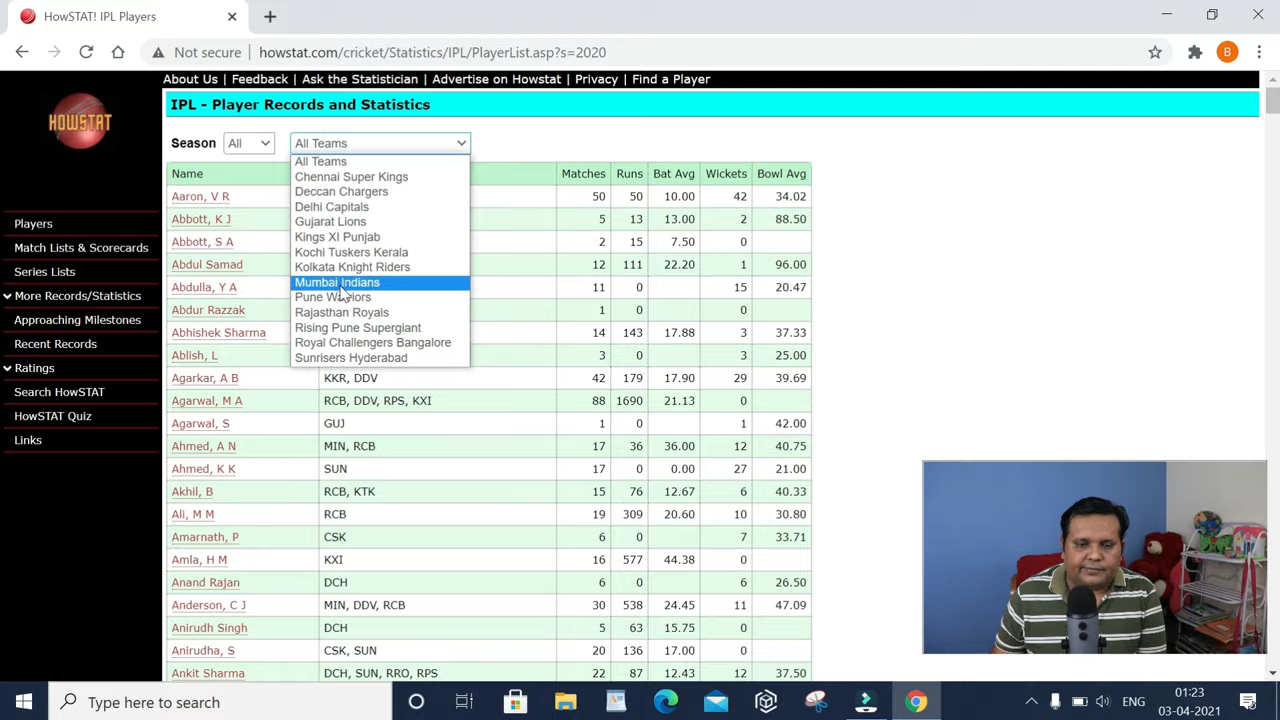 HowSTAT! IPL Players
Not secure howstat.com/cricket/Statistics/IPL/PlayerList.asp?s=2020
B
About Us | Feedback | Ask the Statistician | Advertise on Howstat | Privacy | Find a Player
HOWSTAT
IPL - Player Records and Statistics
Season All All Teams
All Teams
Chennai Super Kings
Deccan Chargers
Delhi Capitals
Gujarat Lions
Kings XI Punjab
Kochi Tuskers Kerala
Kolkata Knight Riders
Mumbai Indians
Pune Warriors
Rajasthan Royals
Rising Pune Supergiant
Royal Challengers Bangalore
Sunrisers Hyderabad
Players
Match Lists & Scorecards
Series Lists
More Records/Statistics
Approaching Milestones
Recent Records
Ratings
Search HowSTAT
HowSTAT Quiz
Links
Name Matches Runs Bat Avg Wickets Bowl Avg
Aaron, V R 50 50 10.00 42 34.02
Abbott, K J 5 13 13.00 2 88.50
Abbott, S A 2 15 7.50 0
Abdul Samad 12 111 22.20 1 96.00
Abdulla, Y A 11 0 15 20.47
Abdur Razzak 1 0 0
Abhishek Sharma 14 143 17.88 3 37.33
Ablish, L 3 0 3 25.00
Agarkar, A B KKR, DDV 42 179 17.90 29 39.69
Agarwal, M A RCB, DDV, RPS, KXI 88 1690 21.13 0
Agarwal, S GUJ 1 0 1 42.00
Ahmed, A N MIN, RCB 17 36 36.00 12 40.75
Ahmed, K K SUN 17 0 0.00 27 21.00
Akhil, B RCB, KTK 15 76 12.67 6 40.33
Ali, M M RCB 19 309 20.60 10 30.80
Amarnath, P CSK 6 0 7 33.71
Amla, H M KXI 16 577 44.38 0
Anand Rajan DCH 6 0 6 26.50
Anderson, C J MIN, DDV, RCB 30 538 24.45 11 47.09
Anirudh Singh DCH 5 63 15.75 0
Anirudha, S CSK, SUN 20 136 17.00 0
Ankit Sharma DCH, SUN, RRO, RPS 22 87 12.43 12 37.50
Type here to search
ENG
01:23
03-04-2021